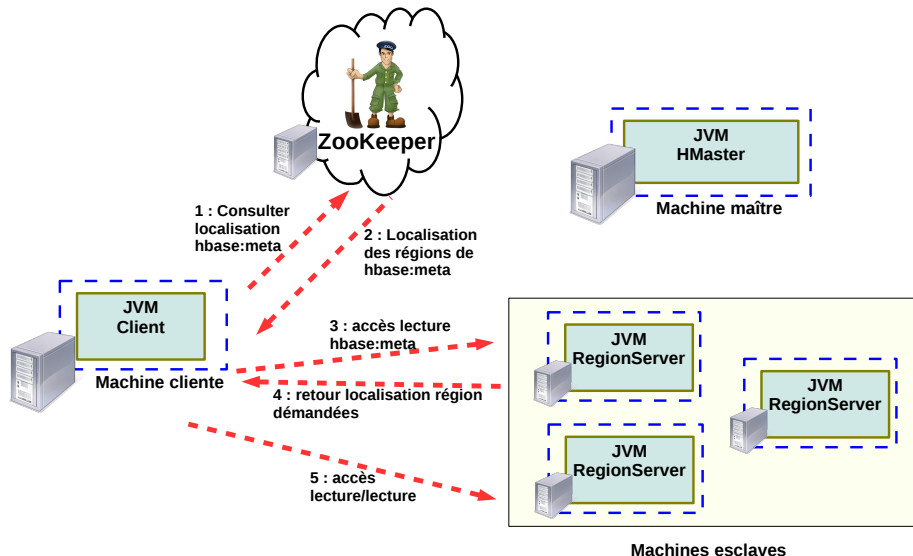 ZooKeeper
JVM
HMaster
Machine maître
1 : Consulter
localisation
hbase:meta
2 : Localisation
des régions de
hbase:meta
JVM
Client
Machine cliente
3 : accès lecture
hbase:meta
4 : retour localisation région
démandées
5 : accès
lecture/lecture
JVM
RegionServer
JVM
RegionServer
JVM
RegionServer
Machines esclaves